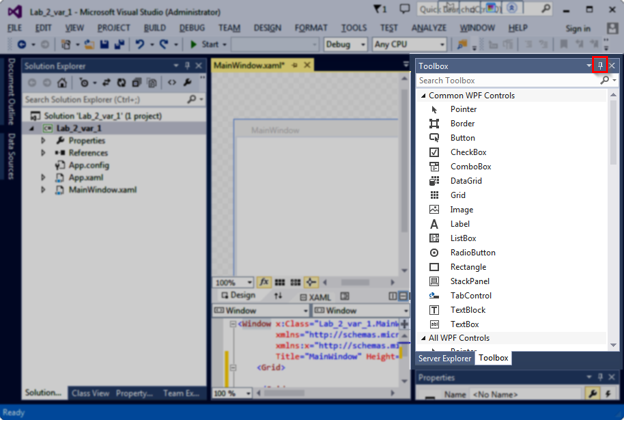 Lab_2_var_1 - Microsoft Visual Studio (Administrator)
1
FILE EDIT VIEW PROJECT BUILD DEBUG TEAM DESIGN FORMAT TOOLS TEST ANALYZE WINDOW HELP Sign in
Start Debug Any CPU
Document Outline
Data Sources
Solution Explorer
Search Solution Explorer (Ctrl+;)
Solution 'Lab_2_var_1' (1 project)
Lab_2_var_1
Properties
References
App.config
App.xaml
MainWindow.xaml
Solution... Class View Property... Team Ex...
MainWindow.xaml*
MainWindow
100%
Design XAML
Window Window
<Window x:Class="Lab_2_var_1.MainW
xmlns="http://schemas.micr
xmlns:x="http://schemas.mi
Title="MainWindow" Height=
<Grid>
100 %
Toolbox
Search Toolbox
Common WPF Controls
Pointer
Border
Button
CheckBox
ComboBox
DataGrid
Grid
Image
Label
ListBox
RadioButton
Rectangle
StackPanel
TabControl
TextBlock
TextBox
All WPF Controls
Server Explorer Toolbox
Properties
Name <No Name>
Ready